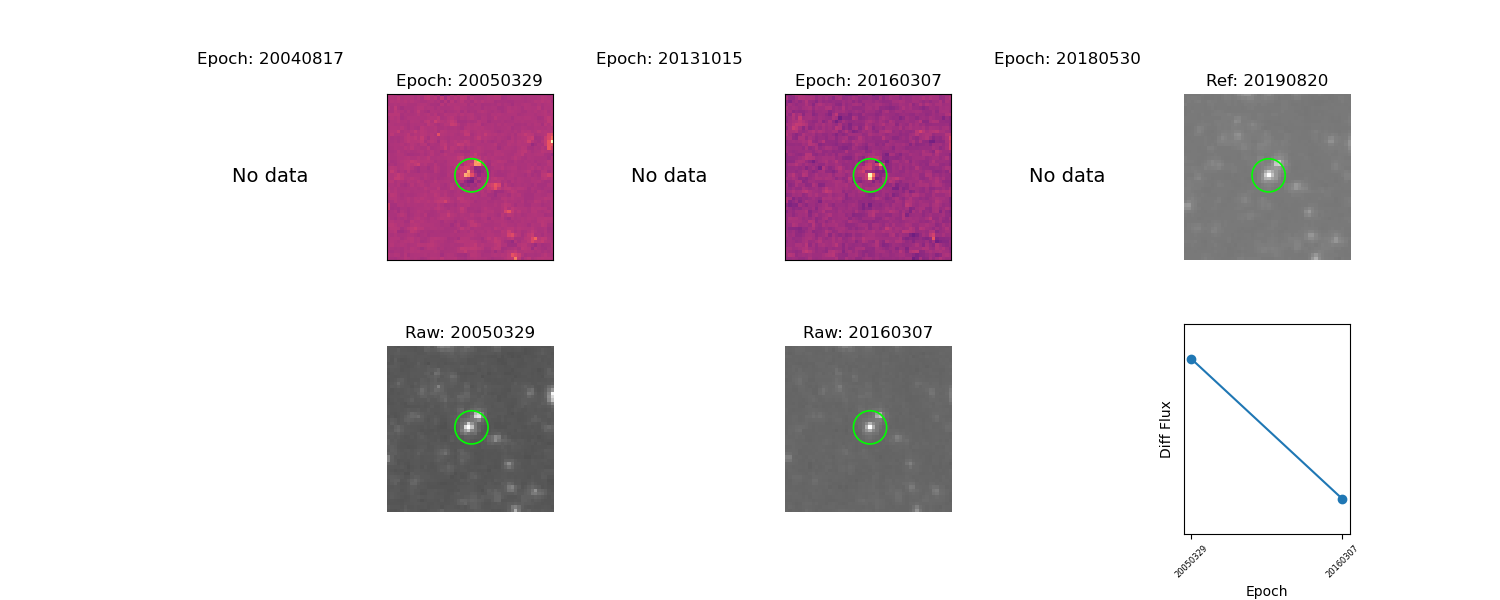 Epoch: 20040817
Epoch: 20050329
Epoch: 20131015
Epoch: 20160307
Epoch: 20180530
Ref: 20190820
No data
No data
No data
Raw: 20050329
Raw: 20160307
Diff Flux
20050329
20160307
Epoch